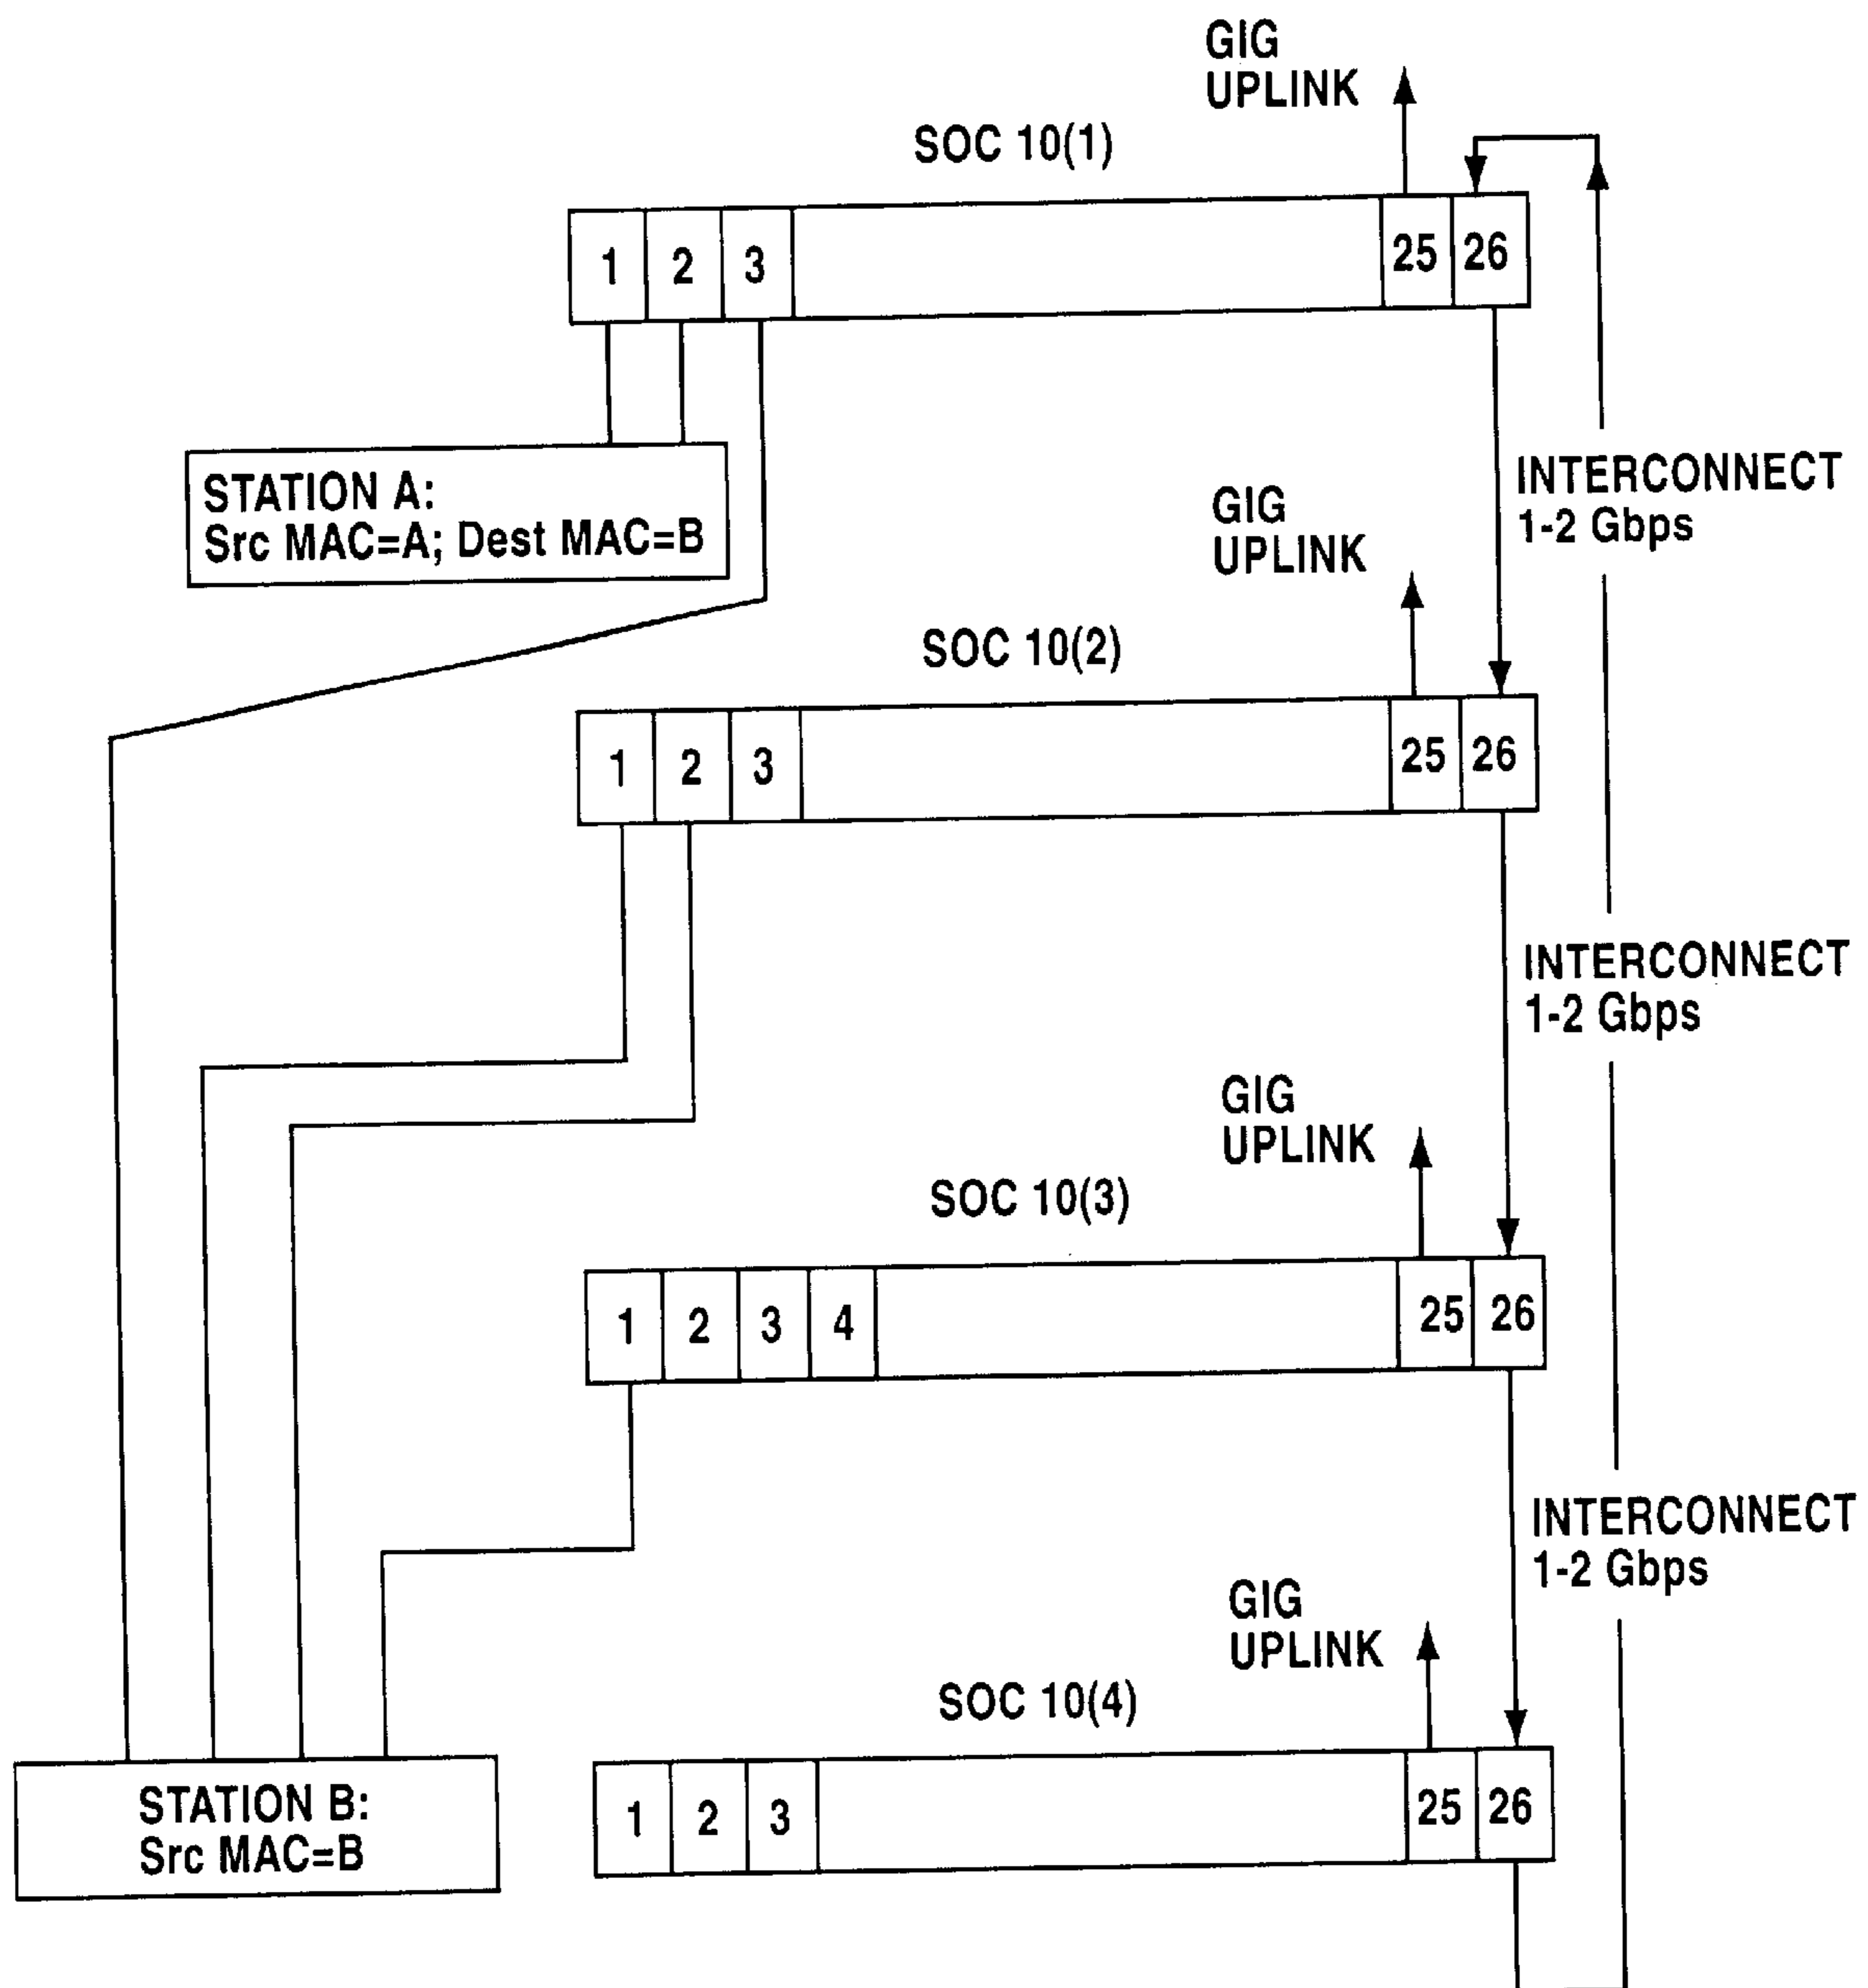 GIG
UPLINK
SOC 10(1)
1 2 3 25 26
STATION A:
Src MAC=A; Dest MAC=B
INTERCONNECT
1-2 Gbps
GIG
UPLINK
SOC 10(2)
1 2 3 25 26
INTERCONNECT
1-2 Gbps
GIG
UPLINK
SOC 10(3)
1 2 3 4 25 26
INTERCONNECT
1-2 Gbps
GIG
UPLINK
SOC 10(4)
1 2 3 25 26
STATION B:
Src MAC=B